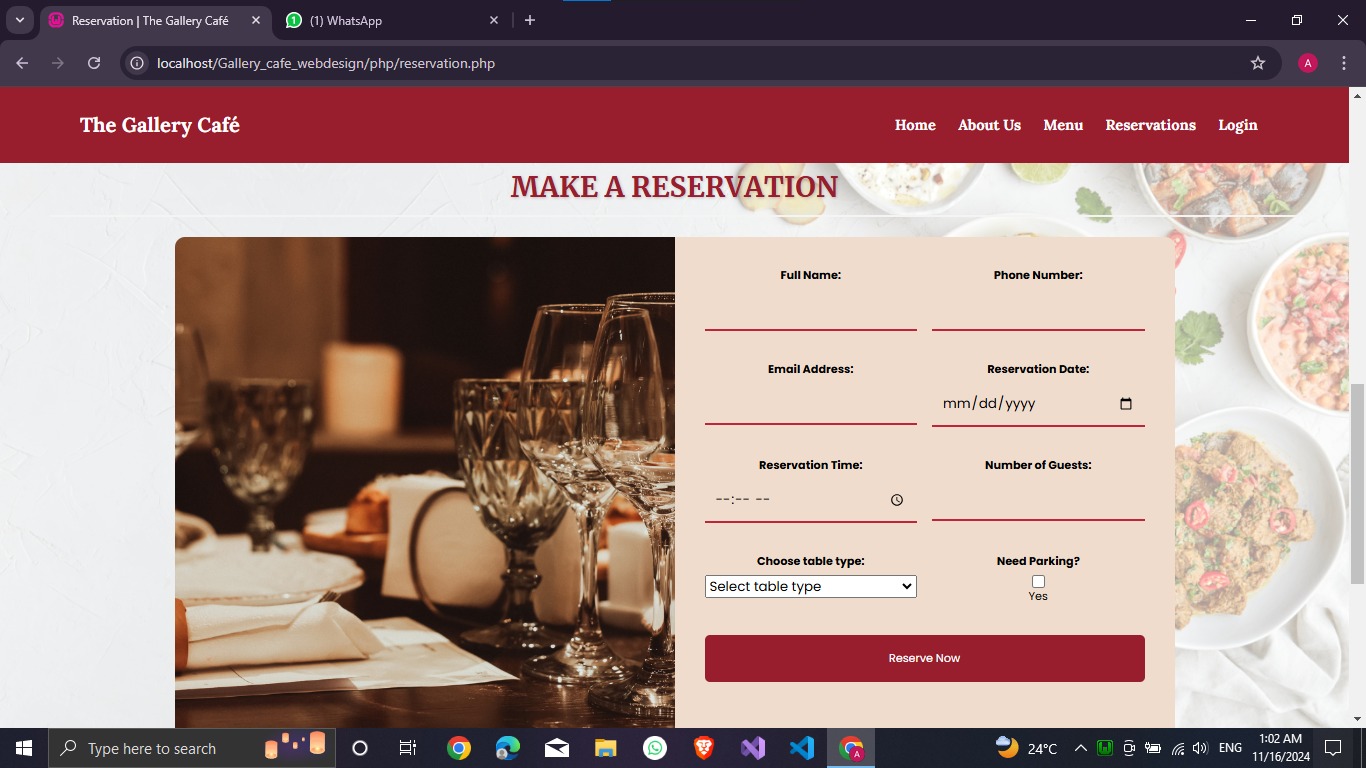 Reservation | The Gallery Café
(1) WhatsApp
localhost/Gallery_cafe_webdesign/php/reservation.php
A
The Gallery Café
Home About Us Menu Reservations Login
MAKE A RESERVATION
Full Name: Phone Number:
Email Address: Reservation Date:
mm/dd/yyyy
Reservation Time: Number of Guests:
--:-- --
Choose table type: Need Parking?
Select table type
Yes
Reserve Now
Type here to search
24°C
ENG
1:02 AM
11/16/2024